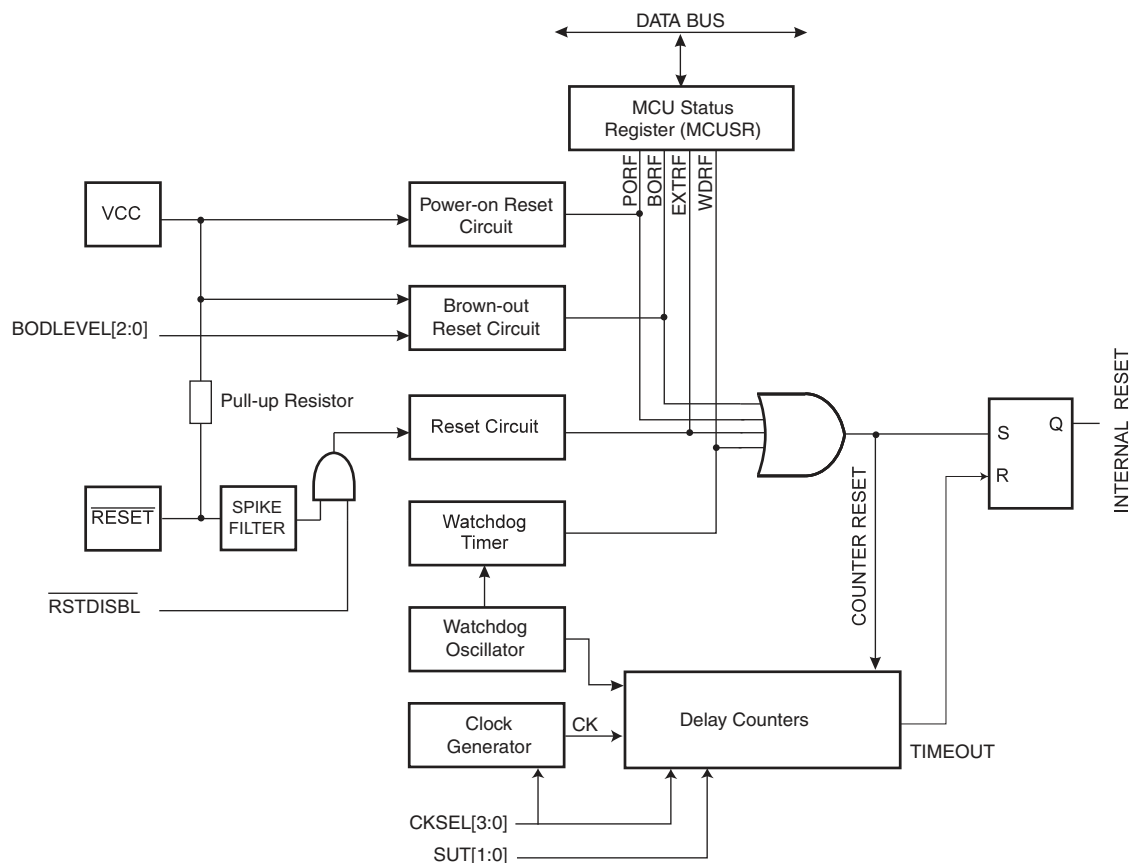 DATA BUS
MCU Status
Register (MCUSR)
PORF
BORF
EXTRF
WDRF
VCC
Power-on Reset
Circuit
Brown-out
Reset Circuit
BODLEVEL[2:0]
Pull-up Resistor
Reset Circuit
RESET
SPIKE
FILTER
RSTDISBL
Watchdog
Timer
Watchdog
Oscillator
Clock
Generator
CK
Delay Counters
CKSEL[3:0]
SUT[1:0]
COUNTER RESET
TIMEOUT
S
R
Q
INTERNAL RESET